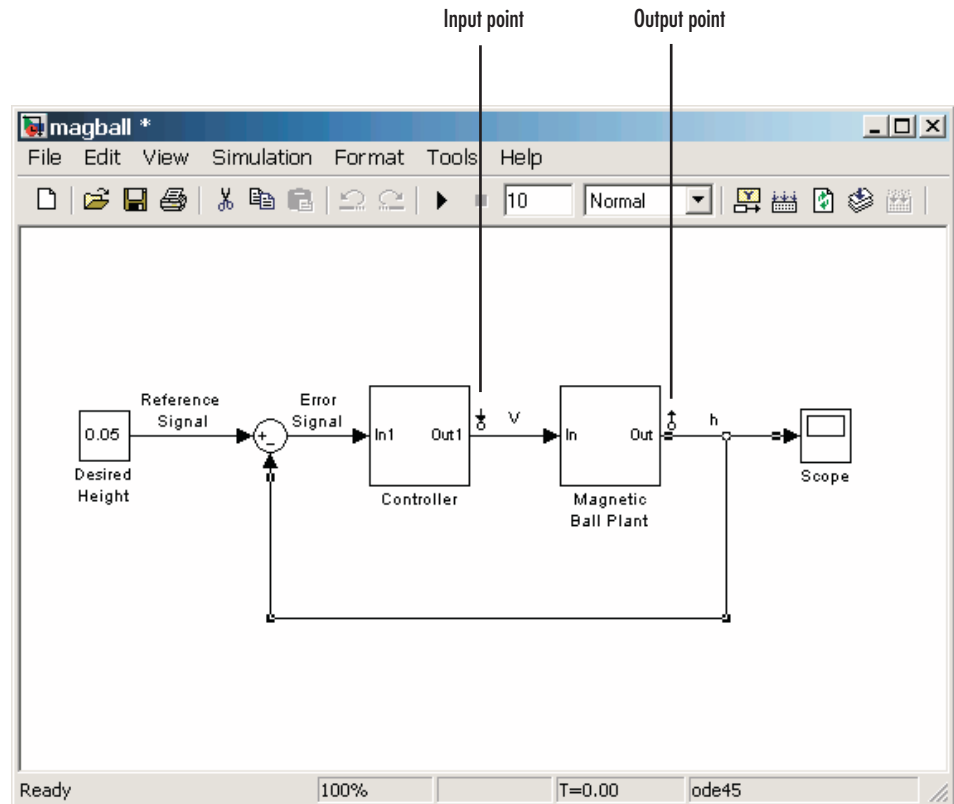 Input point
Output point
magball *
File Edit View Simulation Format Tools Help
10
Normal
Reference
Signal
Error
Signal
0.05
Desired
Height
+
-
In1
Out1
Controller
V
In
Out
Magnetic
Ball Plant
h
Scope
Ready
100%
T=0.00
ode45